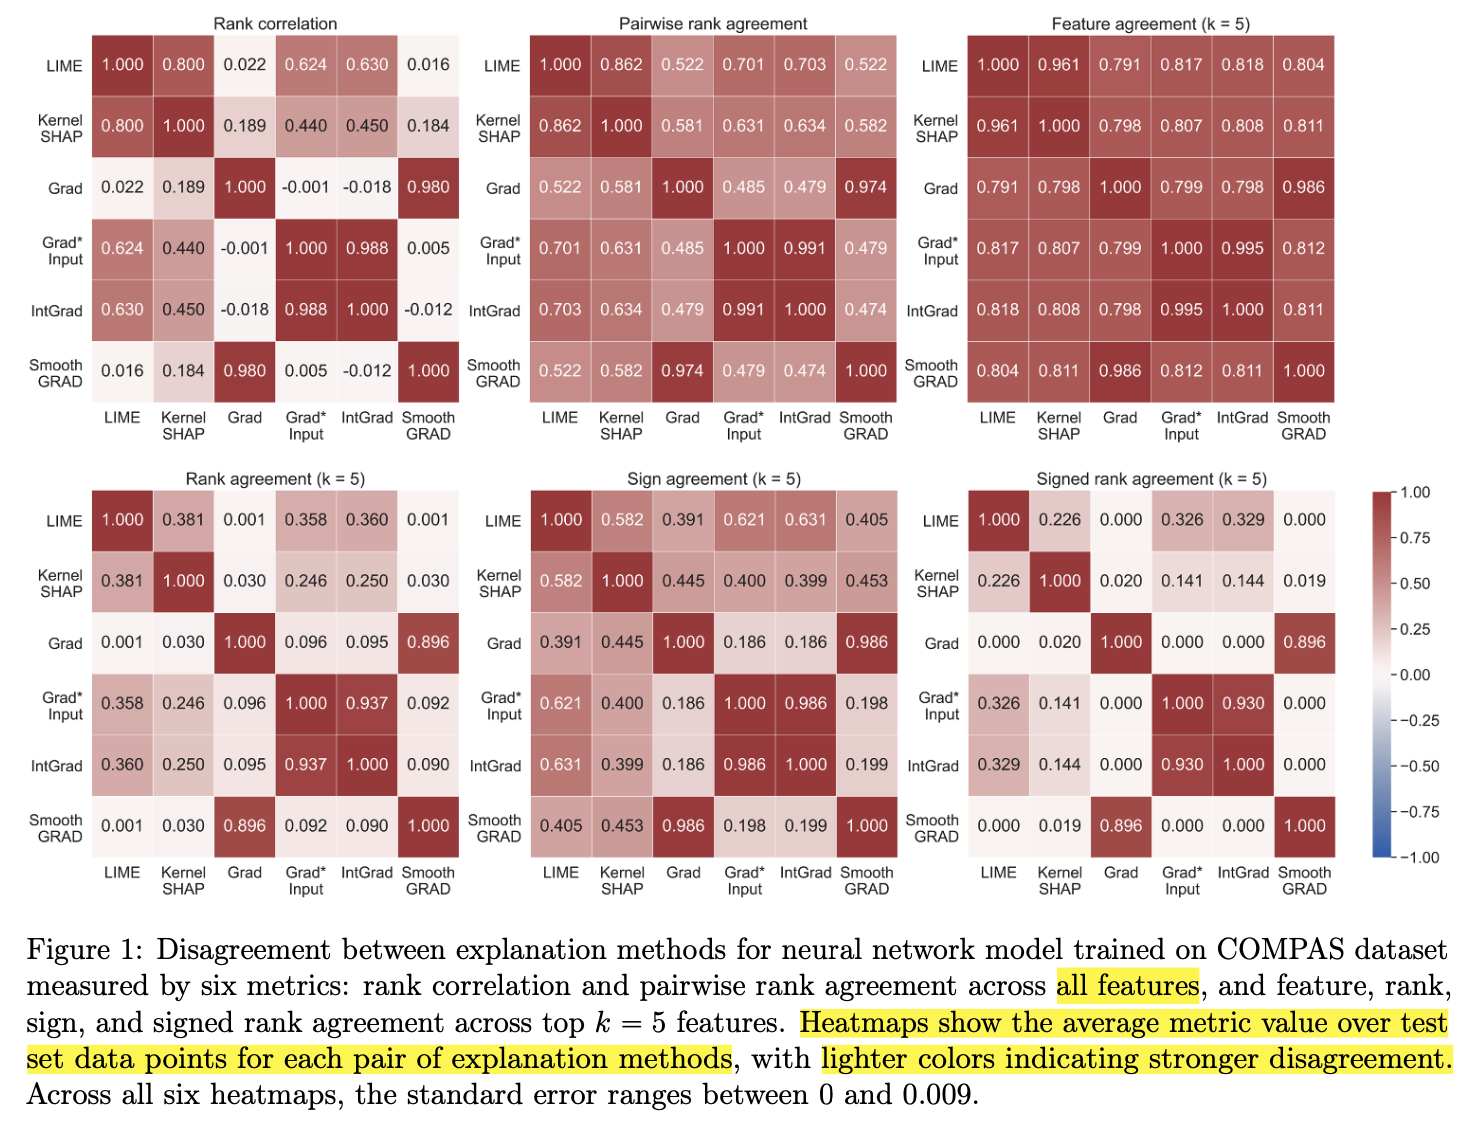 Rank correlation
Pairwise rank agreement
Feature agreement (k = 5)
LIME 1.000 0.800 0.022 0.624 0.630 0.016
Kernel SHAP 0.800 1.000 0.189 0.440 0.450 0.184
Grad 0.022 0.189 1.000 -0.001 -0.018 0.980
Grad* Input 0.624 0.440 -0.001 1.000 0.988 0.005
IntGrad 0.630 0.450 -0.018 0.988 1.000 -0.012
Smooth GRAD 0.016 0.184 0.980 0.005 -0.012 1.000
LIME Kernel SHAP Grad Grad* Input IntGrad Smooth GRAD
LIME 1.000 0.862 0.522 0.701 0.703 0.522
Kernel SHAP 0.862 1.000 0.581 0.631 0.634 0.582
Grad 0.522 0.581 1.000 0.485 0.479 0.974
Grad* Input 0.701 0.631 0.485 1.000 0.991 0.479
IntGrad 0.703 0.634 0.479 0.991 1.000 0.474
Smooth GRAD 0.522 0.582 0.974 0.479 0.474 1.000
LIME Kernel SHAP Grad Grad* Input IntGrad Smooth GRAD
LIME 1.000 0.961 0.791 0.817 0.818 0.804
Kernel SHAP 0.961 1.000 0.798 0.807 0.808 0.811
Grad 0.791 0.798 1.000 0.799 0.798 0.986
Grad* Input 0.817 0.807 0.799 1.000 0.995 0.812
IntGrad 0.818 0.808 0.798 0.995 1.000 0.811
Smooth GRAD 0.804 0.811 0.986 0.812 0.811 1.000
LIME Kernel SHAP Grad Grad* Input IntGrad Smooth GRAD
Rank agreement (k = 5)
Sign agreement (k = 5)
Signed rank agreement (k = 5)
LIME 1.000 0.381 0.001 0.358 0.360 0.001
Kernel SHAP 0.381 1.000 0.030 0.246 0.250 0.030
Grad 0.001 0.030 1.000 0.096 0.095 0.896
Grad* Input 0.358 0.246 0.096 1.000 0.937 0.092
IntGrad 0.360 0.250 0.095 0.937 1.000 0.090
Smooth GRAD 0.001 0.030 0.896 0.092 0.090 1.000
LIME Kernel SHAP Grad Grad* Input IntGrad Smooth GRAD
LIME 1.000 0.582 0.391 0.621 0.631 0.405
Kernel SHAP 0.582 1.000 0.445 0.400 0.399 0.453
Grad 0.391 0.445 1.000 0.186 0.186 0.986
Grad* Input 0.621 0.400 0.186 1.000 0.986 0.198
IntGrad 0.631 0.399 0.186 0.986 1.000 0.199
Smooth GRAD 0.405 0.453 0.986 0.198 0.199 1.000
LIME Kernel SHAP Grad Grad* Input IntGrad Smooth GRAD
LIME 1.000 0.226 0.000 0.326 0.329 0.000
Kernel SHAP 0.226 1.000 0.020 0.141 0.144 0.019
Grad 0.000 0.020 1.000 0.000 0.000 0.896
Grad* Input 0.326 0.141 0.000 1.000 0.930 0.000
IntGrad 0.329 0.144 0.000 0.930 1.000 0.000
Smooth GRAD 0.000 0.019 0.896 0.000 0.000 1.000
LIME Kernel SHAP Grad Grad* Input IntGrad Smooth GRAD
1.00
0.75
0.50
0.25
0.00
−0.25
−0.50
−0.75
−1.00
Figure 1: Disagreement between explanation methods for neural network model trained on COMPAS dataset
measured by six metrics: rank correlation and pairwise rank agreement across all features, and feature, rank,
sign, and signed rank agreement across top k = 5 features. Heatmaps show the average metric value over test
set data points for each pair of explanation methods, with lighter colors indicating stronger disagreement.
Across all six heatmaps, the standard error ranges between 0 and 0.009.